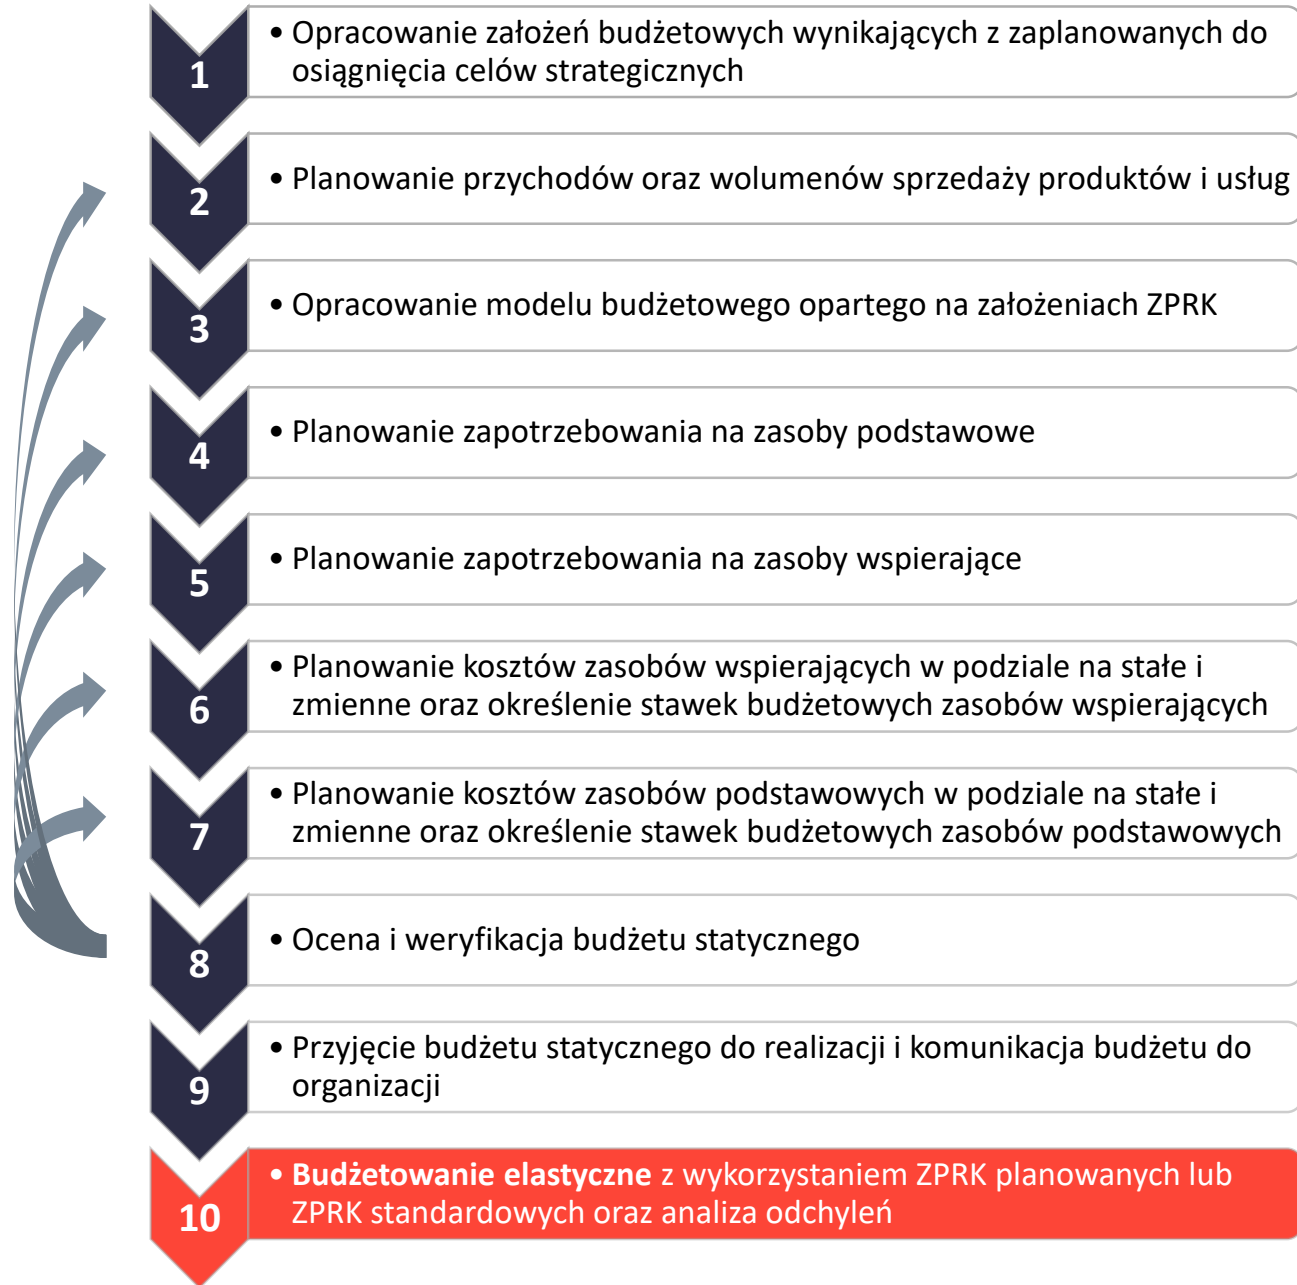 1
• Opracowanie założeń budżetowych wynikających z zaplanowanych do
osiągnięcia celów strategicznych
2
• Planowanie przychodów oraz wolumenów sprzedaży produktów i usług
3
• Opracowanie modelu budżetowego opartego na założeniach ZPRK
4
• Planowanie zapotrzebowania na zasoby podstawowe
5
• Planowanie zapotrzebowania na zasoby wspierające
6
• Planowanie kosztów zasobów wspierających w podziale na stałe i
zmienne oraz określenie stawek budżetowych zasobów wspierających
7
• Planowanie kosztów zasobów podstawowych w podziale na stałe i
zmienne oraz określenie stawek budżetowych zasobów podstawowych
8
• Ocena i weryfikacja budżetu statycznego
9
• Przyjęcie budżetu statycznego do realizacji i komunikacja budżetu do
organizacji
10
• Budżetowanie elastyczne z wykorzystaniem ZPRK planowanych lub
ZPRK standardowych oraz analiza odchyleń